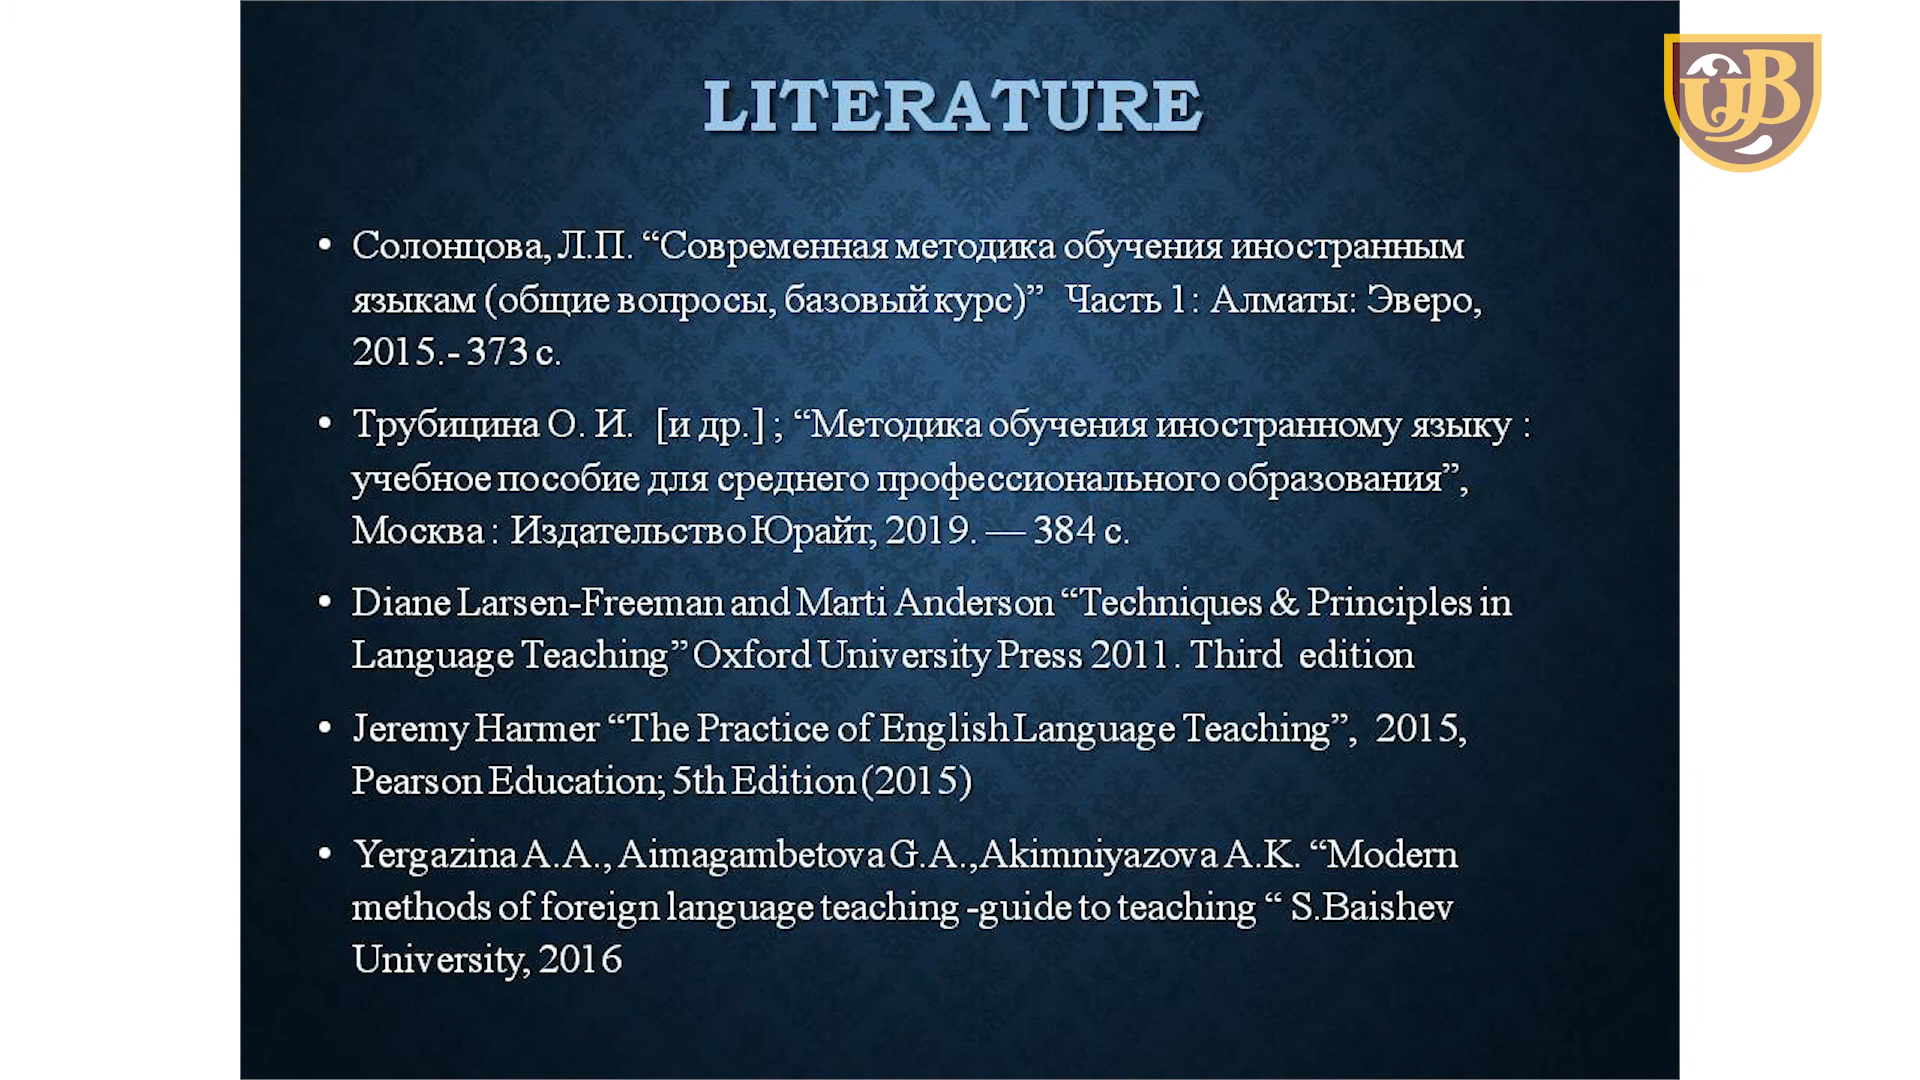 LITERATURE
• Солонцова, Л.П. “Современная методика обучения иностранным
языкам (общие вопросы, базовый курс)” Часть 1: Алматы: Эверо,
2015.- 373 с.
• Трубицина О. И. [и др.] ; “Методика обучения иностранному языку :
учебное пособие для среднего профессионального образования”,
Москва : Издательство Юрайт, 2019. — 384 с.
• Diane Larsen-Freeman and Marti Anderson “Techniques & Principles in
Language Teaching” Oxford University Press 2011. Third edition
• Jeremy Harmer “The Practice of English Language Teaching”, 2015,
Pearson Education; 5th Edition (2015)
• Yergazina A.A., Aimagambetova G.A.,Akimniyazova A.K. “Modern
methods of foreign language teaching -guide to teaching “ S.Baishev
University, 2016